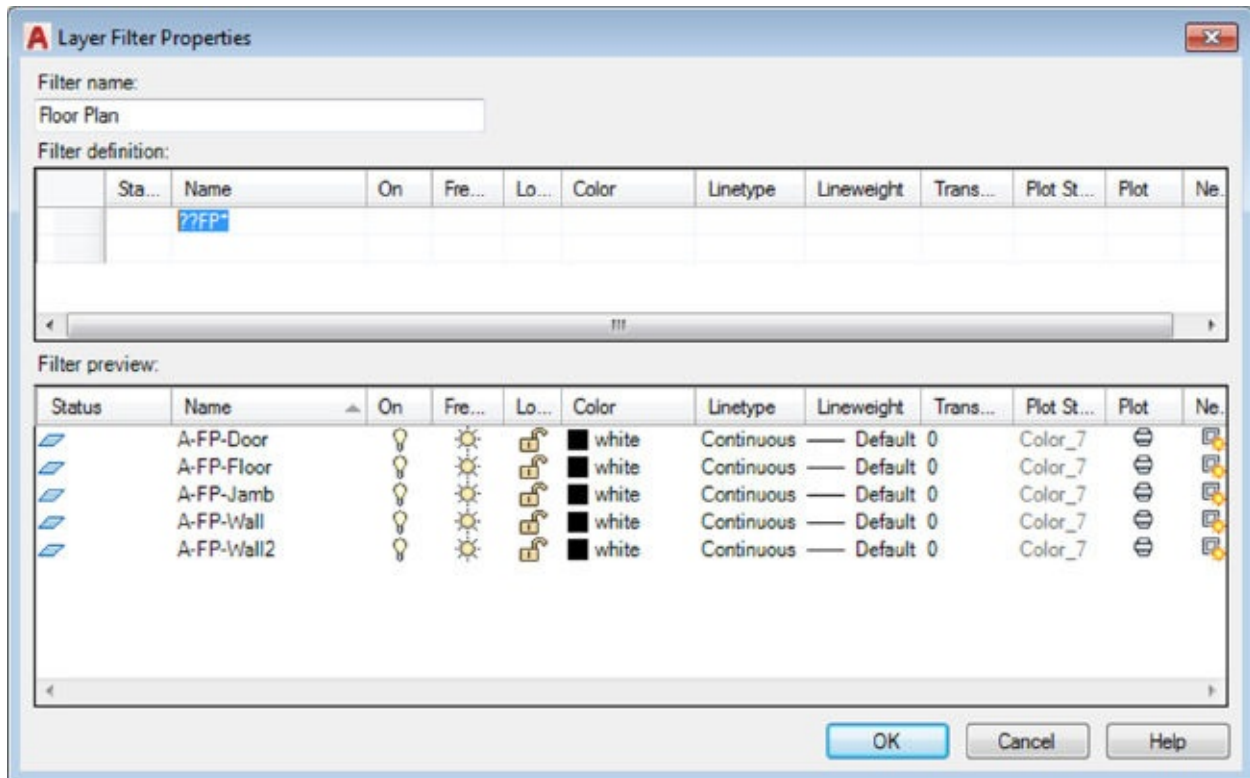 A Layer Filter Properties
Filter name:
Floor Plan
Filter definition:
Sta... Name On Fre... Lo... Color Linetype Lineweight Trans... Plot St... Plot Ne.
??FP*
Filter preview:
Status Name On Fre... Lo... Color Linetype Lineweight Trans... Plot St... Plot Ne.
A-FP-Door white Continuous Default 0 Color_7
A-FP-Floor white Continuous Default 0 Color_7
A-FP-Jamb white Continuous Default 0 Color_7
A-FP-Wall white Continuous Default 0 Color_7
A-FP-Wall2 white Continuous Default 0 Color_7
OK Cancel Help